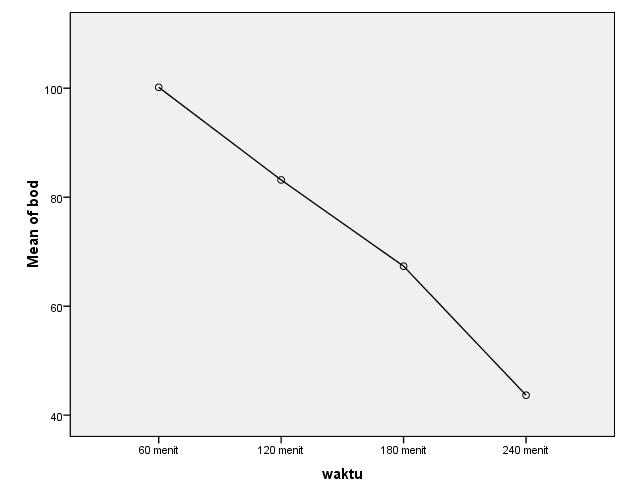 100
80
60
40
Mean of bod
60 menit
120 menit
180 menit
240 menit
waktu